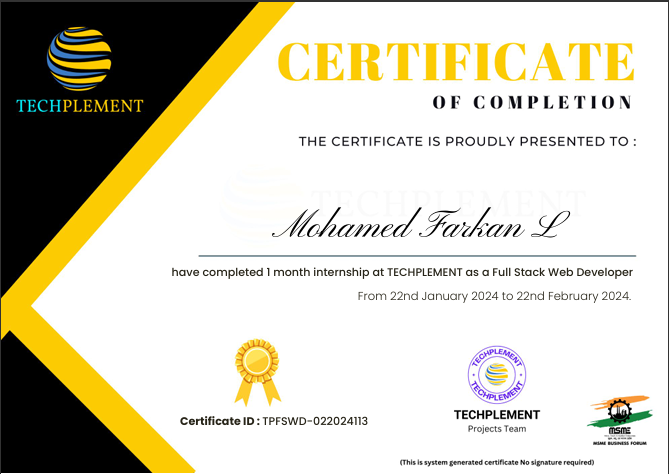 TECHPLEMENT
CERTIFICATE
OF COMPLETION
THE CERTIFICATE IS PROUDLY PRESENTED TO :
TECHPLEMENT
Mohamed Farkan L
have completed 1 month internship at TECHPLEMENT as a Full Stack Web Developer
From 22nd January 2024 to 22nd February 2024.
Certificate ID : TPFSWD-022024113
TECHPLEMENT
TECHPLEMENT
TECHPLEMENT
Projects Team
MSME
MSME BUSINESS FORUM
(This is system generated certificate No signature required)